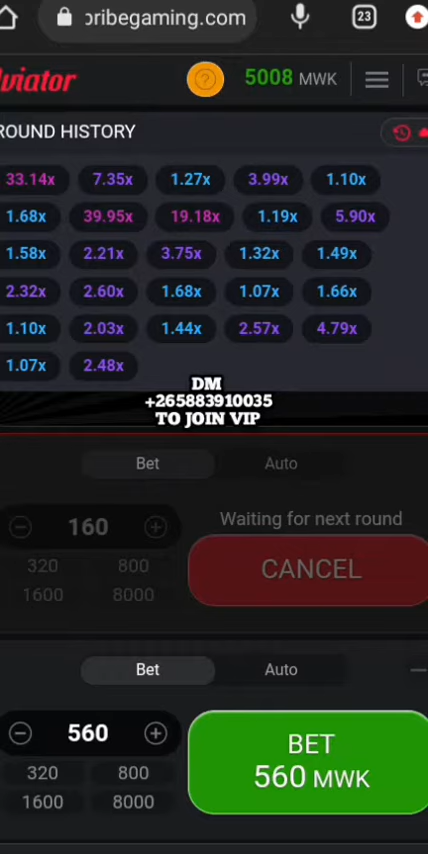 ribegaming.com
23
viator
?
5008 MWK
ROUND HISTORY
33.14x 7.35x 1.27x 3.99x 1.10x
1.68x 39.95x 19.18x 1.19x 5.90x
1.58x 2.21x 3.75x 1.32x 1.49x
2.32x 2.60x 1.68x 1.07x 1.66x
1.10x 2.03x 1.44x 2.57x 4.79x
1.07x 2.48x
DM
+265883910035
TO JOIN VIP
Bet Auto
160
Waiting for next round
320 800
1600 8000
CANCEL
Bet Auto
560
320 800
1600 8000
BET
560 MWK